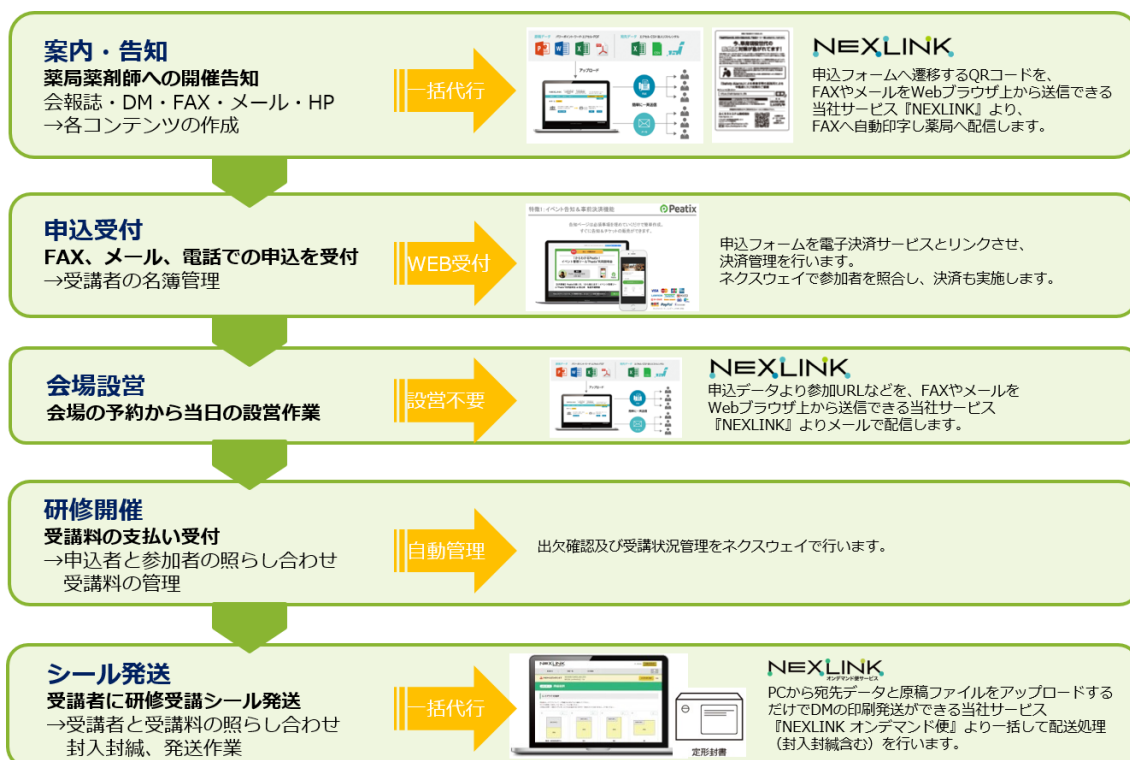 案内・告知
薬局薬剤師への開催告知
会報誌・DM・FAX・メール・HP
→各コンテンツの作成
一括代行
アップロード
NEXLINK
申込フォームへ遷移するQRコードを、
FAXやメールをWebブラウザ上から送信できる
当社サービス『NEXLINK』より、
FAXへ自動印字し薬局へ配信します。
申込受付
FAX、メール、電話での申込を受付
→受講者の名簿管理
WEB受付
特徴1:イベント告知&事前決済機能
Peatix
申込フォームを電子決済サービスとリンクさせ、
決済管理を行います。
ネクスウェイで参加者を照合し、決済も実施します。
会場設営
会場の予約から当日の設営作業
設営不要
NEXLINK
申込データより参加URLなどを、FAXやメールを
Webブラウザ上から送信できる当社サービス
『NEXLINK』よりメールで配信します。
研修開催
受講料の支払い受付
→申込者と参加者の照らし合わせ
受講料の管理
自動管理
出欠確認及び受講状況管理をネクスウェイで行います。
シール発送
受講者に研修受講シール発送
→受講者と受講料の照らし合わせ
封入封緘、発送作業
一括代行
NEXLINK
定形封書
NEXLINK
オンデマンド便サービス
PCから宛先データと原稿ファイルをアップロードする
だけでDMの印刷発送ができる当社サービス
『NEXLINK オンデマンド便』より一括して配送処理
（封入封緘含む）を行います。